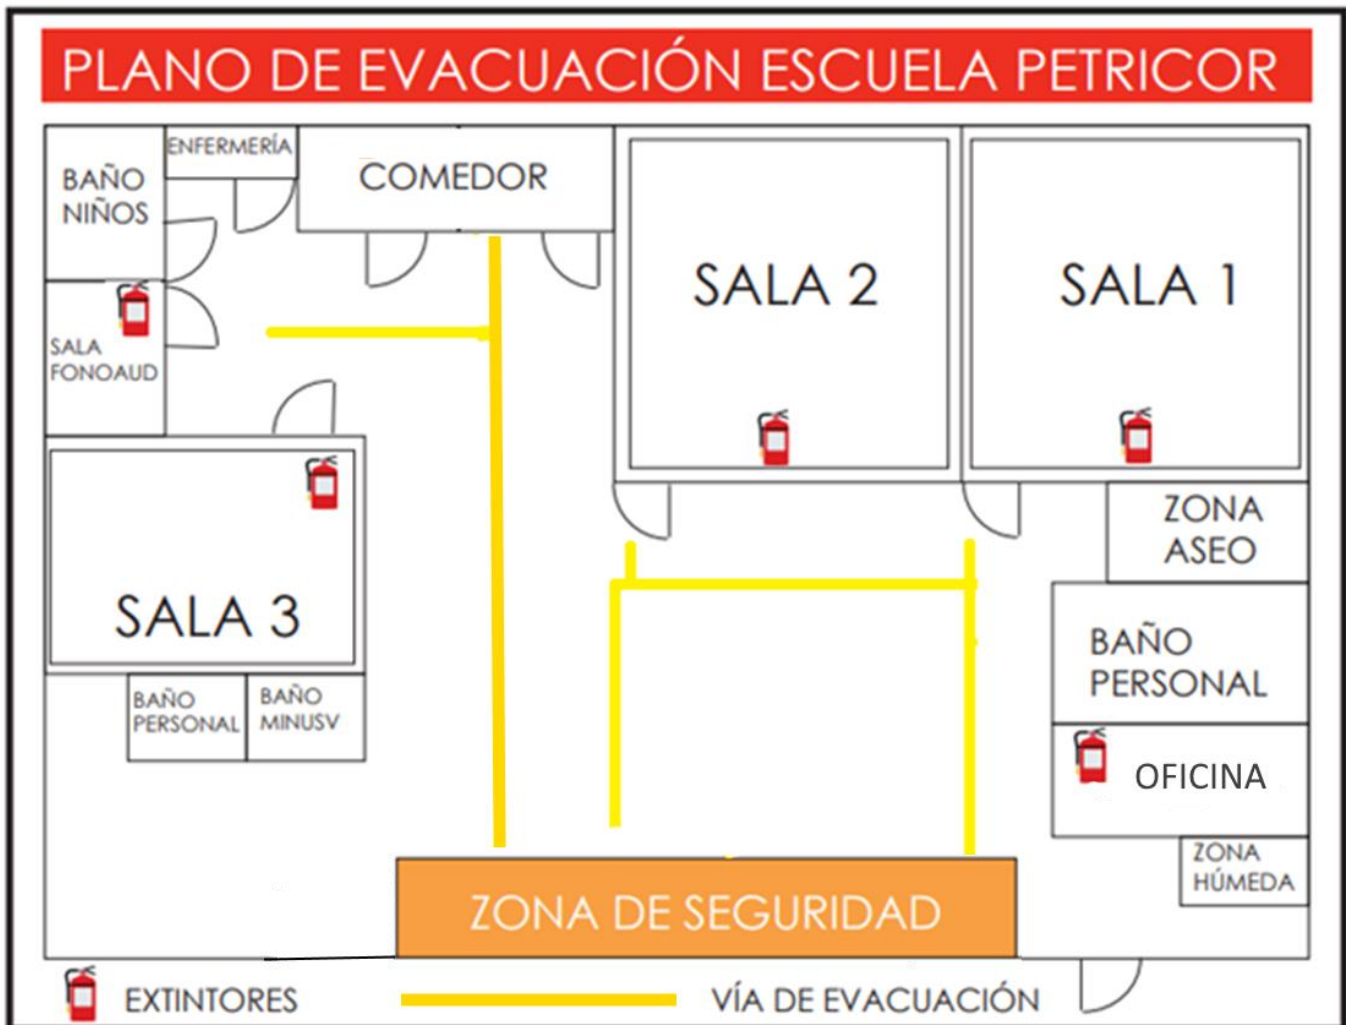 PLANO DE EVACUACIÓN ESCUELA PETRICOR
ENFERMERÍA
BAÑO
NIÑOS
COMEDOR
SALA 2
SALA 1
SALA
FONOAUD
ZONA
ASEO
SALA 3
BAÑO
PERSONAL
BAÑO
PERSONAL
BAÑO
MINUSV
OFICINA
ZONA
HÚMEDA
ZONA DE SEGURIDAD
EXTINTORES
VÍA DE EVACUACIÓN